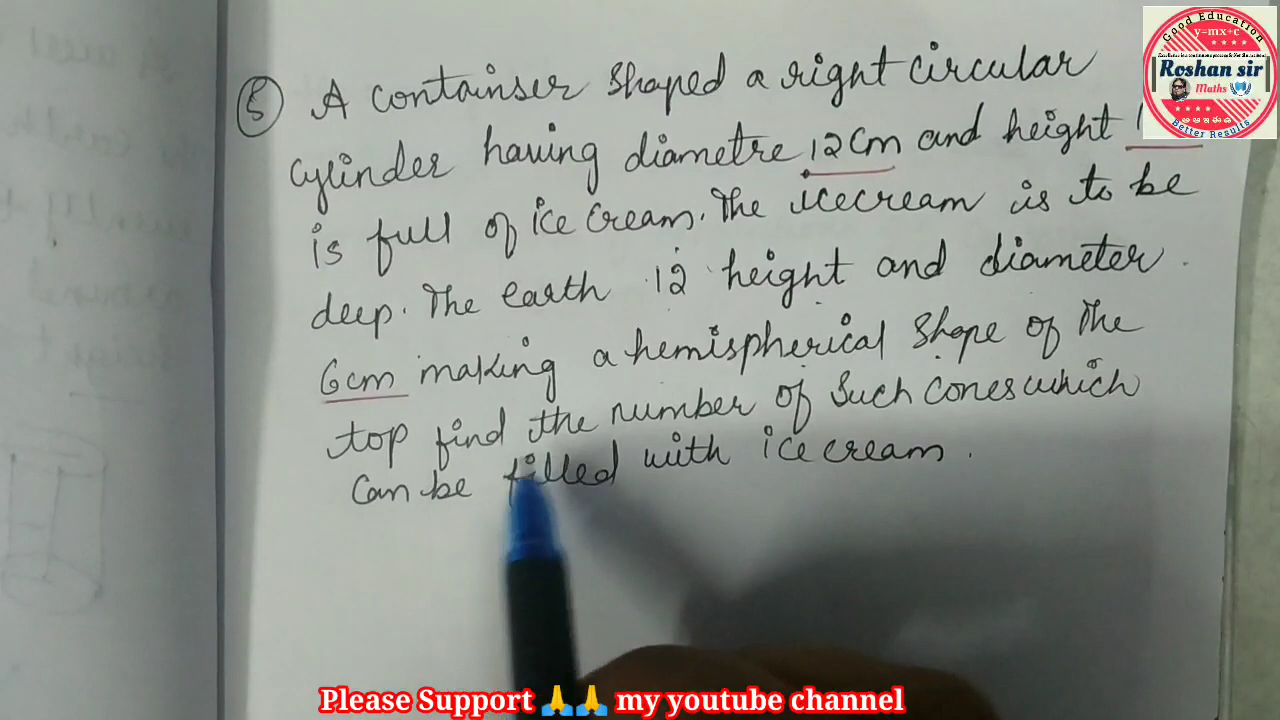 ⑤ A containser shaped a right circular
cylinder having diametre 12cm and height
is full of ice cream. The icecream is to be
deep. The earth 12 height and diameter.
6cm making a hemispherical shape of the
top find the number of such cones which
can be filled with ice cream.
Good Education
y=mx+c
Roshan sir
Maths
Better Results
Please Support 🙏🙏 my youtube channel